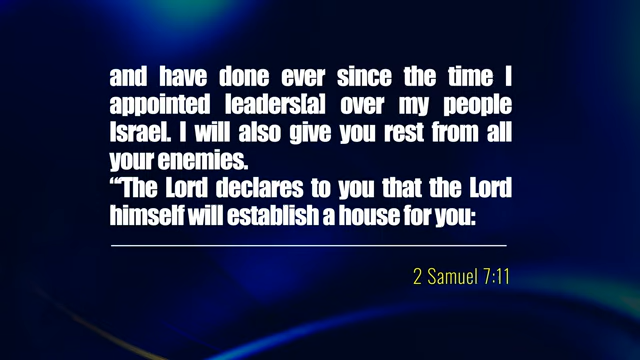 and have done ever since the time I
appointed leaders[a] over my people
Israel. I will also give you rest from all
your enemies.
“The Lord declares to you that the Lord
himself will establish a house for you:
2 Samuel 7:11